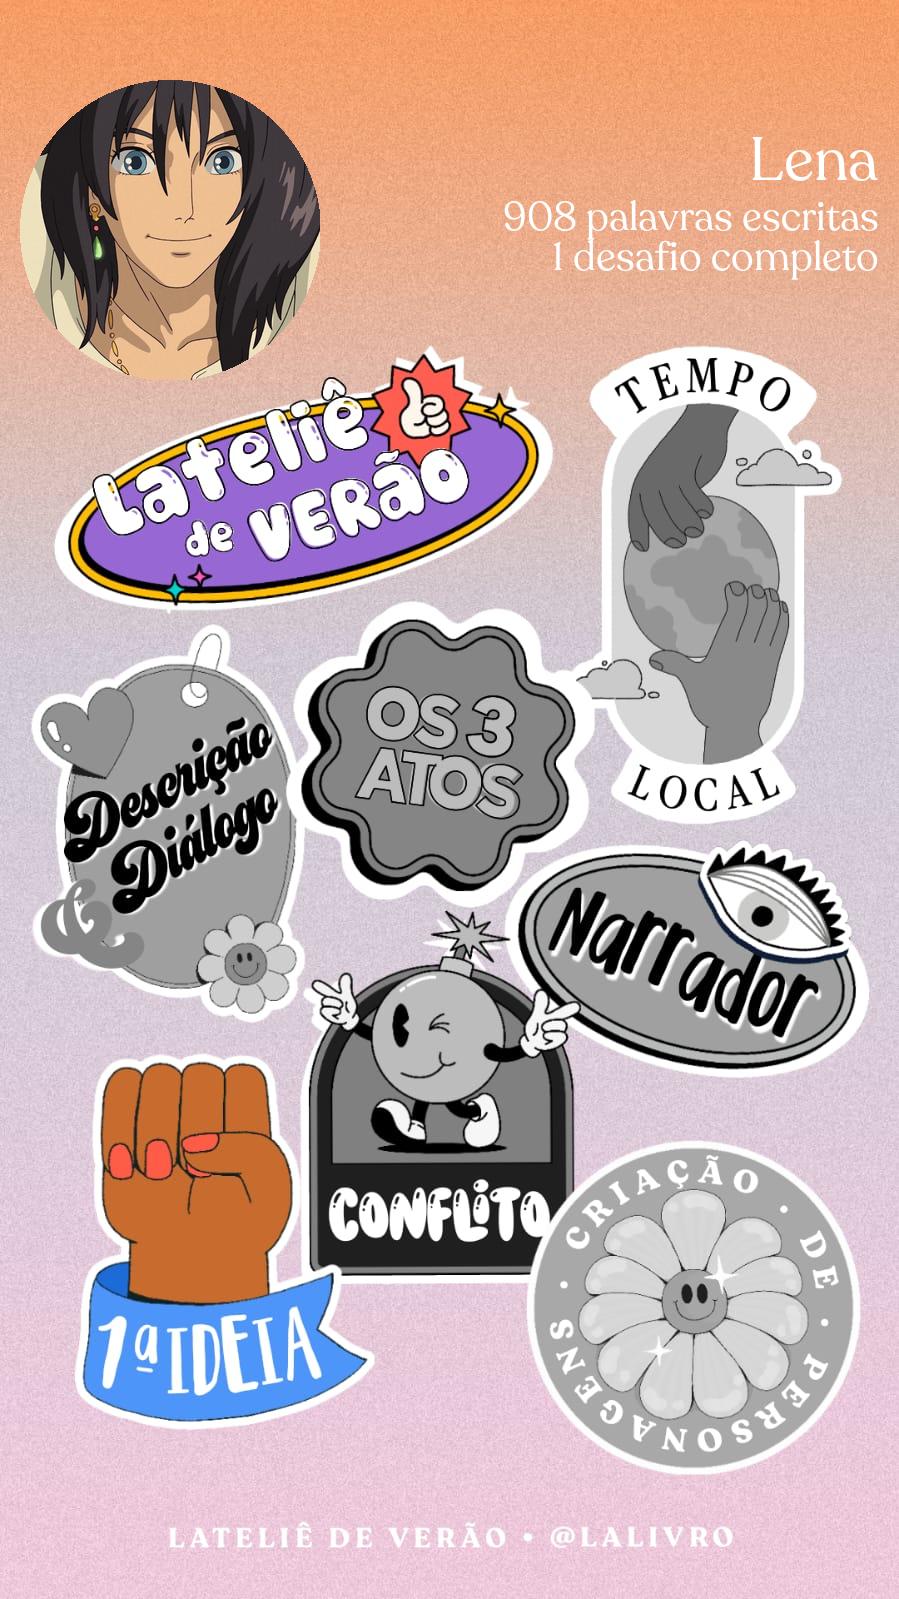 Lena
908 palavras escritas
1 desafio completo
Lateliê
de VERÃO
TEMPO
LOCAL
OS 3
ATOS
Descrição
Diálogo
&
Narrador
CONFLITO
1ª IDEIA
CRIAÇÃO · DE · PERSONAGENS ·
LATELIÊ DE VERÃO • @LALIVRO